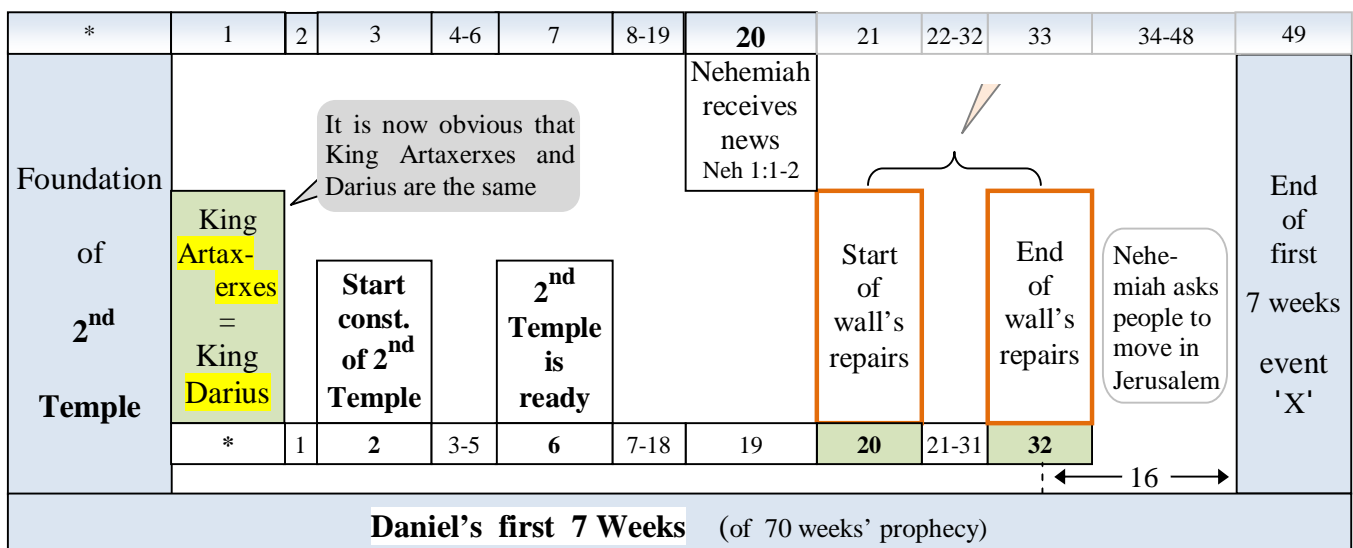 * 1 2 3 4-6 7 8-19 20 21 22-32 33 34-48 49
Foundation
of
2nd
Temple
King
Artax-
erxes
=
King
Darius
It is now obvious that
King Artaxerxes and
Darius are the same
Start
const.
of 2nd
Temple
2nd
Temple
is
ready
Nehemiah
receives
news
Neh 1:1-2
Start
of
wall’s
repairs
End
of
wall’s
repairs
Nehe-
miah asks
people to
move in
Jerusalem
End
of
first
7 weeks
event
'X'
* 1 2 3-5 6 7-18 19 20 21-31 32
16
Daniel’s first 7 Weeks (of 70 weeks’ prophecy)